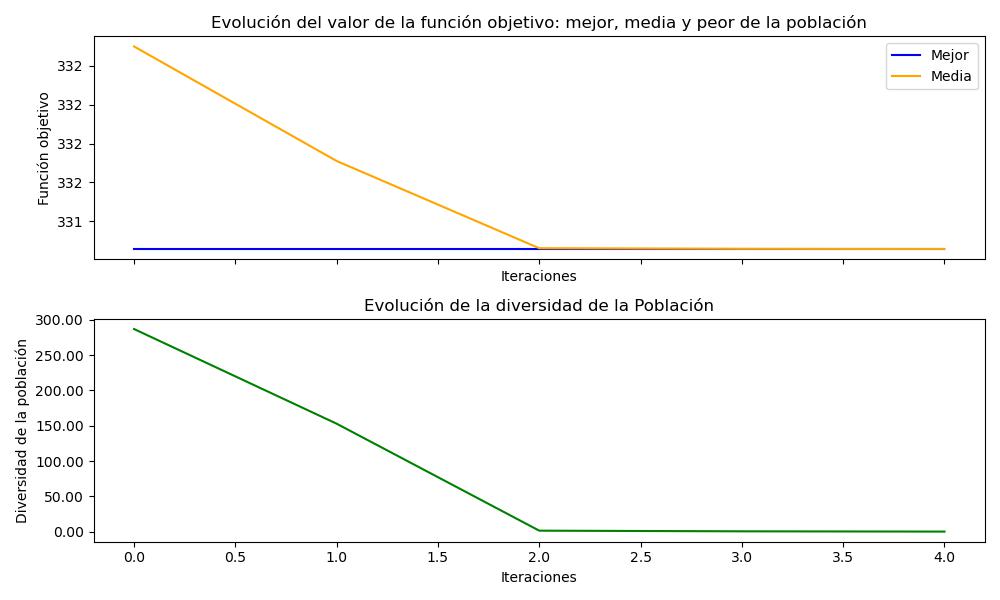 Evolución del valor de la función objetivo: mejor, media y peor de la población
Función objetivo
332
332
332
332
331
Mejor
Media
Iteraciones
Evolución de la diversidad de la Población
Diversidad de la población
300.00
250.00
200.00
150.00
100.00
50.00
0.00
0.0 0.5 1.0 1.5 2.0 2.5 3.0 3.5 4.0
Iteraciones